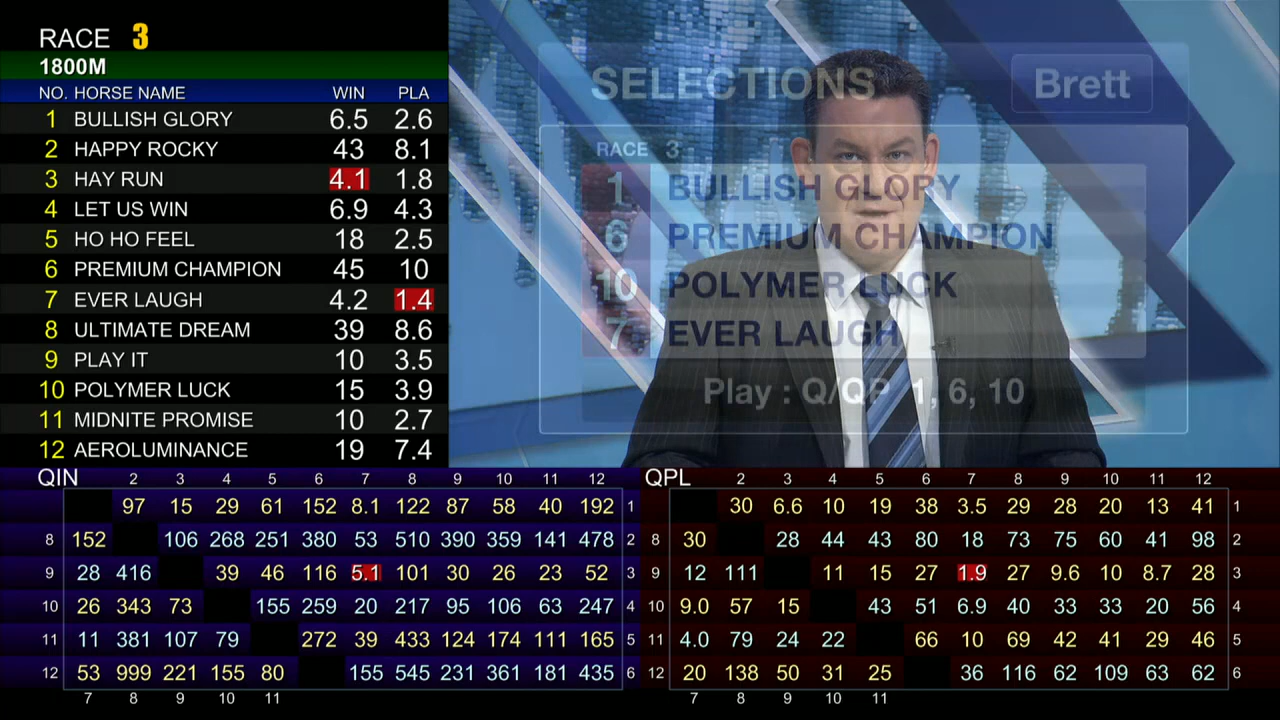 RACE 3
1800M
NO. HORSE NAME WIN PLA
1 BULLISH GLORY 6.5 2.6
2 HAPPY ROCKY 43 8.1
3 HAY RUN 4.1 1.8
4 LET US WIN 6.9 4.3
5 HO HO FEEL 18 2.5
6 PREMIUM CHAMPION 45 10
7 EVER LAUGH 4.2 1.4
8 ULTIMATE DREAM 39 8.6
9 PLAY IT 10 3.5
10 POLYMER LUCK 15 3.9
11 MIDNITE PROMISE 10 2.7
12 AEROLUMINANCE 19 7.4
SELECTIONS Brett
RACE 3
1 BULLISH GLORY
6 PREMIUM CHAMPION
10 POLYMER LUCK
7 EVER LAUGH
Play : Q/QP 1, 6, 10
QIN 2 3 4 5 6 7 8 9 10 11 12
97 15 29 61 152 8.1 122 87 58 40 192 1
8 152 106 268 251 380 53 510 390 359 141 478 2
9 28 416 39 46 116 5.1 101 30 26 23 52 3
10 26 343 73 155 259 20 217 95 106 63 247 4
11 11 381 107 79 272 39 433 124 174 111 165 5
12 53 999 221 155 80 155 545 231 361 181 435 6
7 8 9 10 11
QPL 2 3 4 5 6 7 8 9 10 11 12
30 6.6 10 19 38 3.5 29 28 20 13 41 1
8 30 28 44 43 80 18 73 75 60 41 98 2
9 12 111 11 15 27 1.9 27 9.6 10 8.7 28 3
10 9.0 57 15 43 51 6.9 40 33 33 20 56 4
11 4.0 79 24 22 66 10 69 42 41 29 46 5
12 20 138 50 31 25 36 116 62 109 63 62 6
7 8 9 10 11